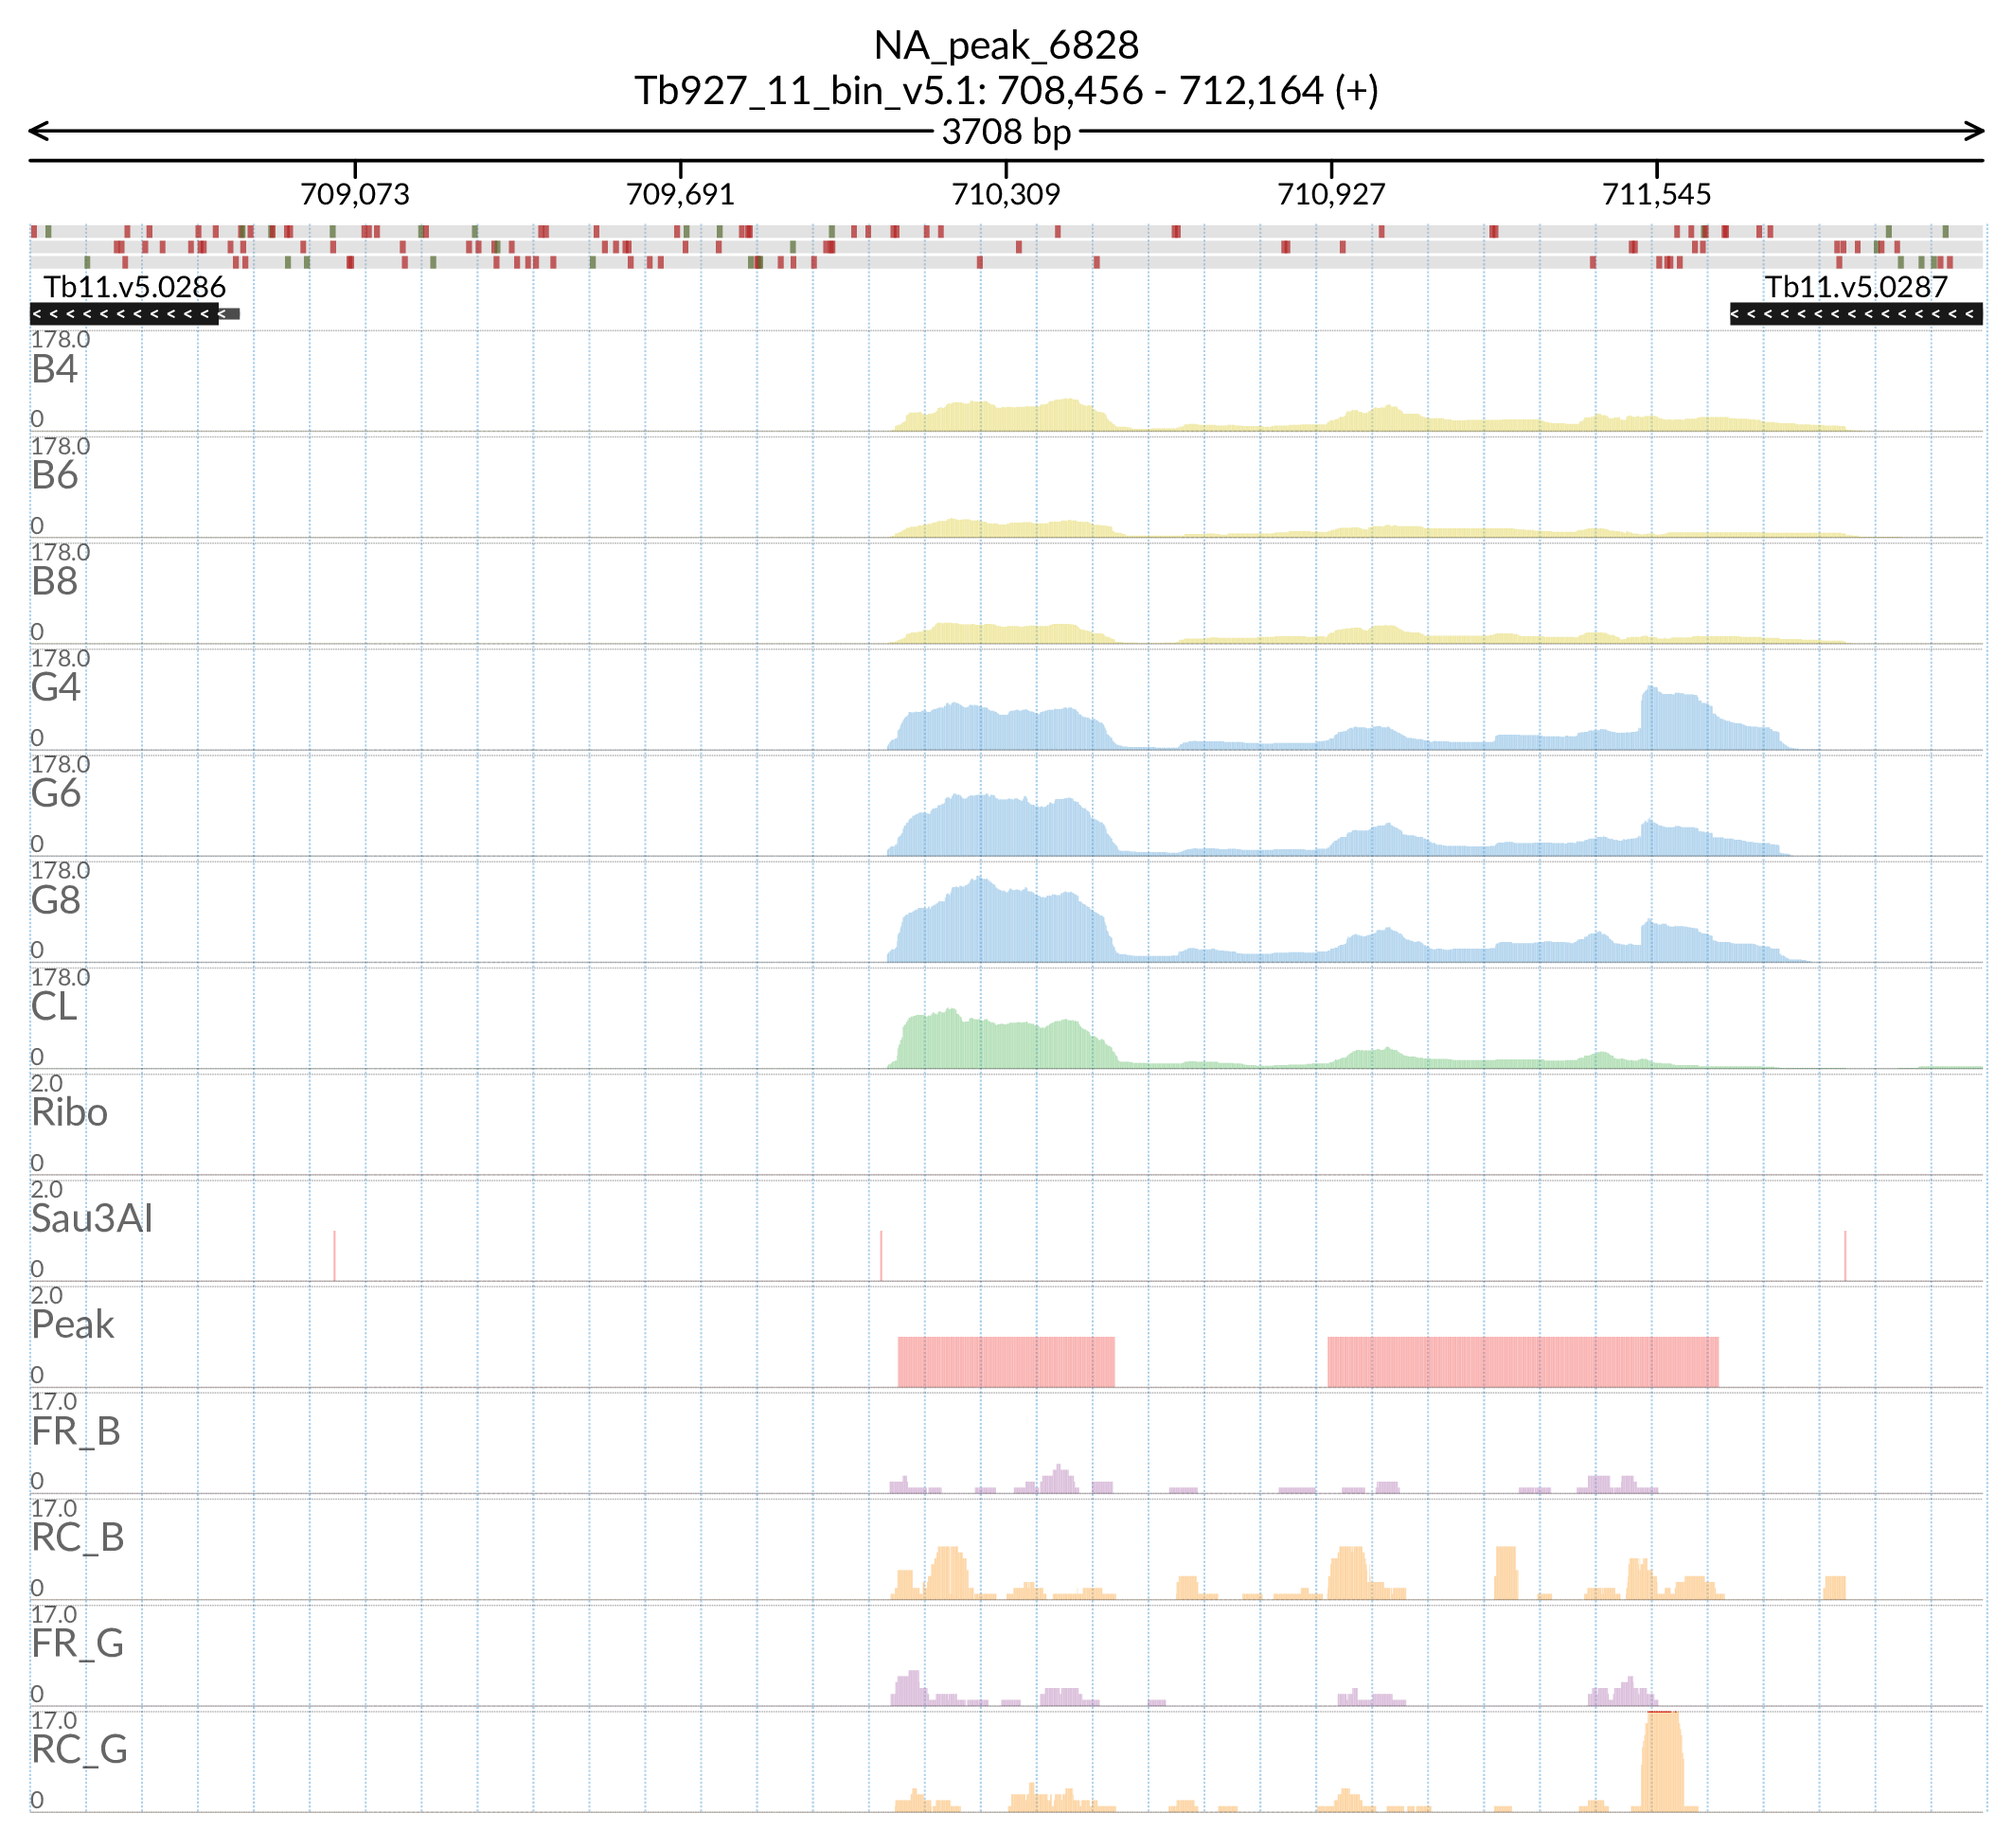 NA_peak_6828
Tb927_11_bin_v5.1: 708,456 - 712,164 (+)
3708 bp
709,073 709,691 710,309 710,927 711,545
Tb11.v5.0286 Tb11.v5.0287
178.0
B4
0
178.0
B6
0
178.0
B8
0
178.0
G4
0
178.0
G6
0
178.0
G8
0
178.0
CL
0
2.0
Ribo
0
2.0
Sau3AI
0
2.0
Peak
0
17.0
FR_B
0
17.0
RC_B
0
17.0
FR_G
0
17.0
RC_G
0